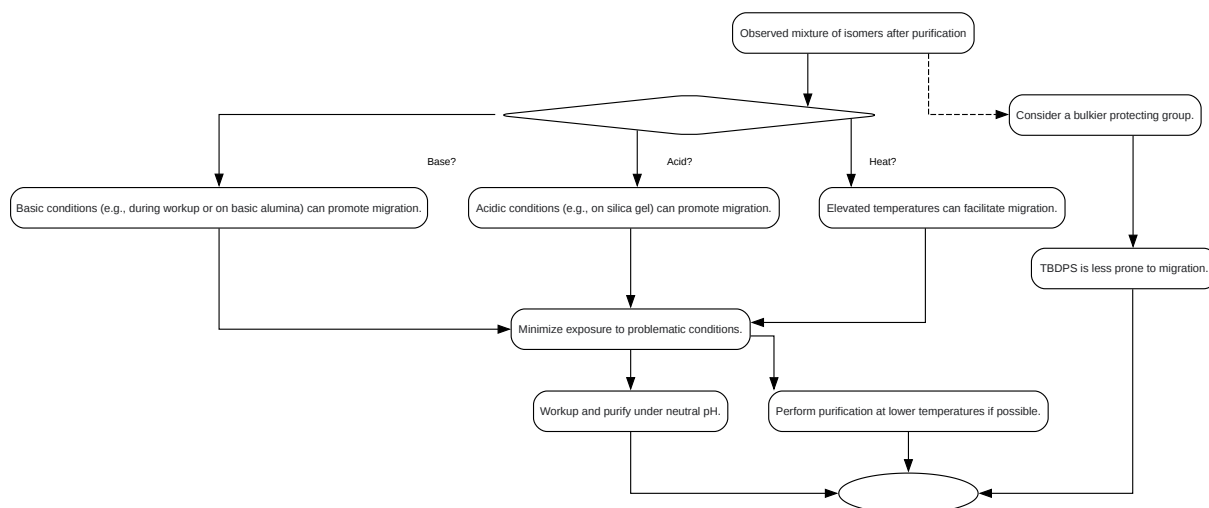 Observed mixture of isomers after purification
Consider a bulkier protecting group.
Base?
Acid?
Heat?
Basic conditions (e.g., during workup or on basic alumina) can promote migration.
Acidic conditions (e.g., on silica gel) can promote migration.
Elevated temperatures can facilitate migration.
TBDPS is less prone to migration.
Minimize exposure to problematic conditions.
Workup and purify under neutral pH.
Perform purification at lower temperatures if possible.